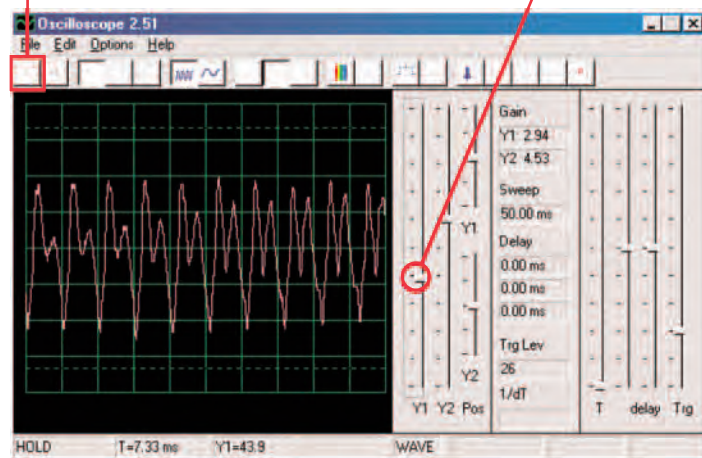 Oscilloscope 2.51
File Edit Options Help
Gain
Y1 2.94
Y2 4.53
Sweep
50.00 ms
Delay
0.00 ms
0.00 ms
0.00 ms
Trg Lev
26
1/dT
Y1
Y2
Y1 Y2 Pos
T delay Trg
HOLD T=7.33 ms Y1=43.9 WAVE